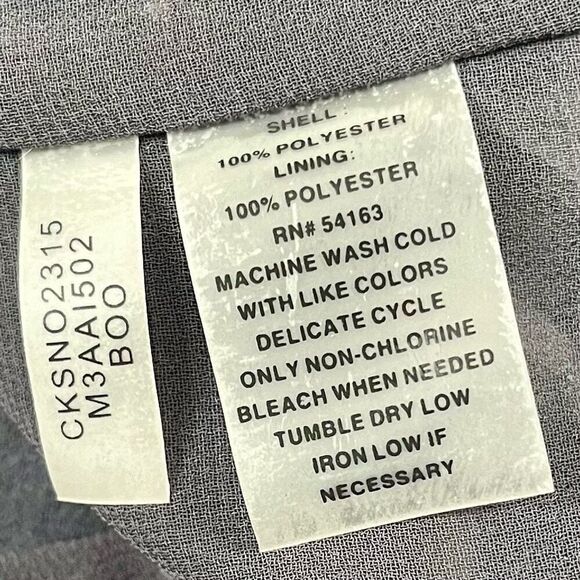 CKSNO2315
M3AAI502
BOO
SHELL:
100% POLYESTER
LINING:
100% POLYESTER
RN# 54163
MACHINE WASH COLD
WITH LIKE COLORS
DELICATE CYCLE
ONLY NON-CHLORINE
BLEACH WHEN NEEDED
TUMBLE DRY LOW
IRON LOW IF
NECESSARY